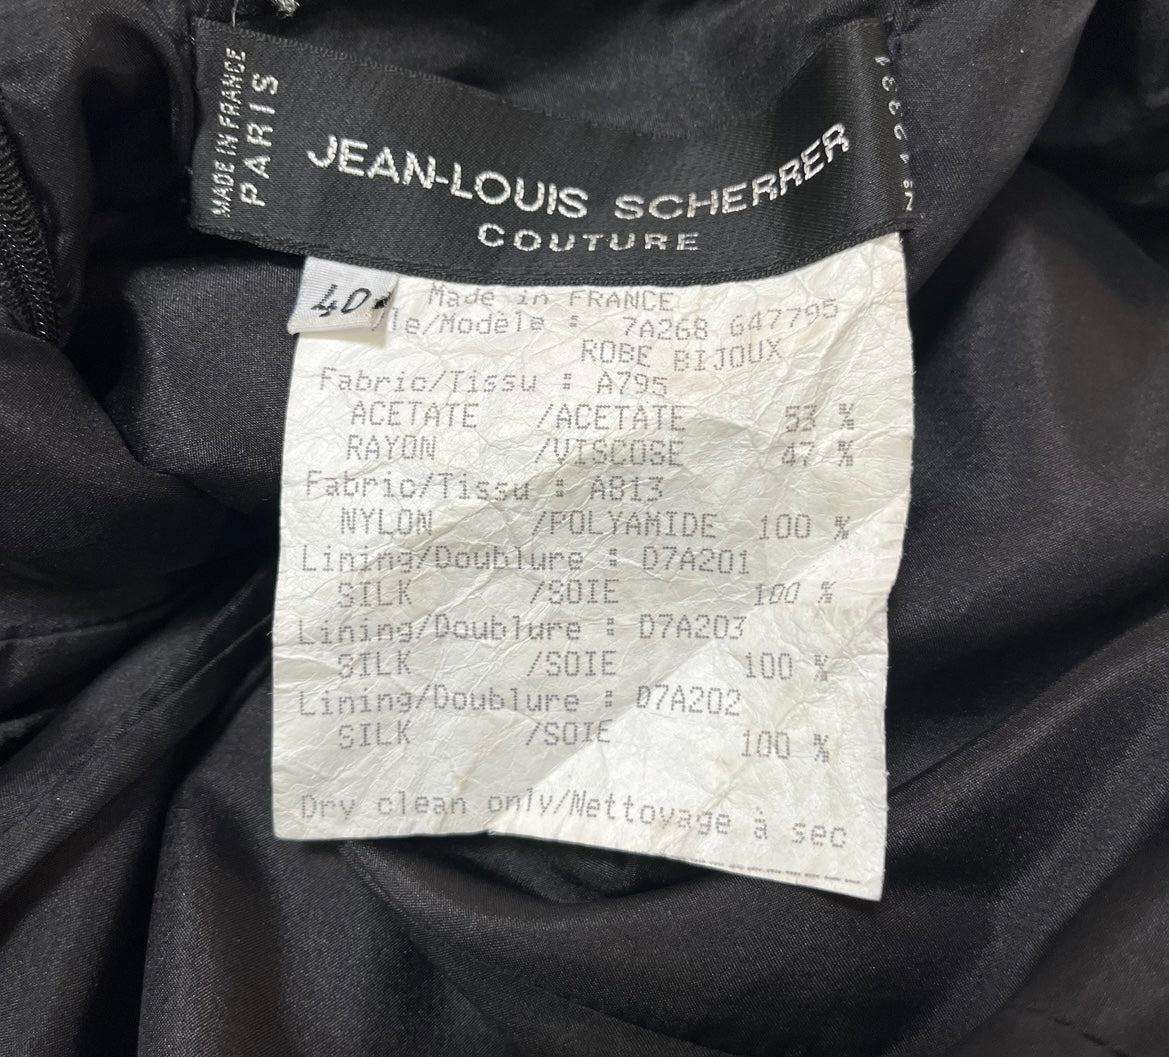 MADE IN FRANCE
PARIS
JEAN-LOUIS SCHERRER
COUTURE
40
Made in FRANCE
le/Modèle : 7A268 647795
ROBE BIJOUX
Fabric/Tissu : A795
ACETATE /ACETATE 53 %
RAYON /VISCOSE 47 %
Fabric/Tissu : A813
NYLON /POLYAMIDE 100 %
Lining/Doublure : D7A201
SILK /SOIE 100 %
Lining/Doublure : D7A203
SILK /SOIE 100 %
Lining/Doublure : D7A202
SILK /SOIE 100 %
Dry clean only/Nettoyage à sec